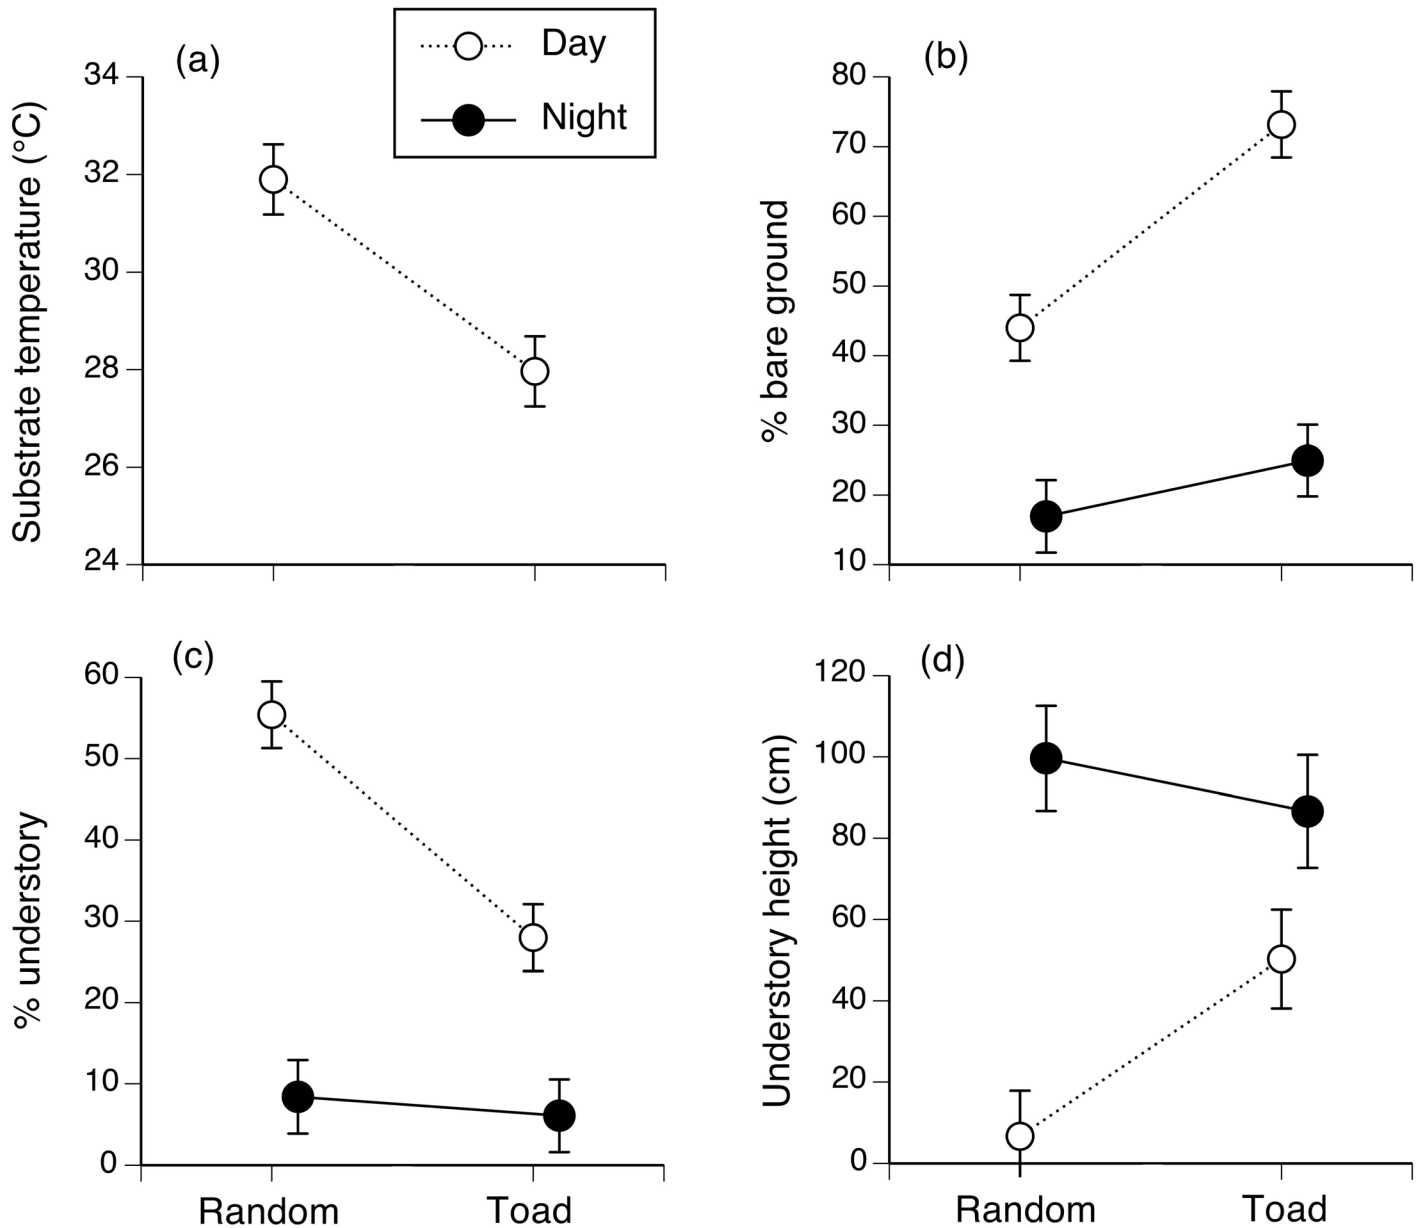 (a)
Day
Night
Substrate temperature (°C)
34
32
30
28
26
24
(b)
% bare ground
80
70
60
50
40
30
20
10
(c)
% understory
60
50
40
30
20
10
0
Random
Toad
(d)
Understory height (cm)
120
100
80
60
40
20
0
Random
Toad